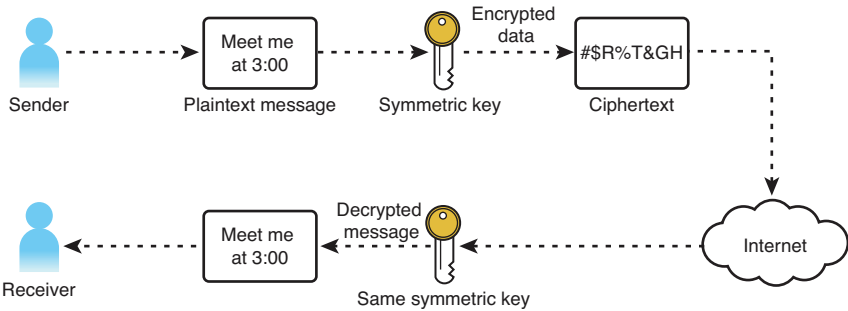 Encrypted
data
Meet me
at 3:00
#$R%T&GH
Sender
Plaintext message
Symmetric key
Ciphertext
Decrypted
message
Meet me
at 3:00
Internet
Receiver
Same symmetric key